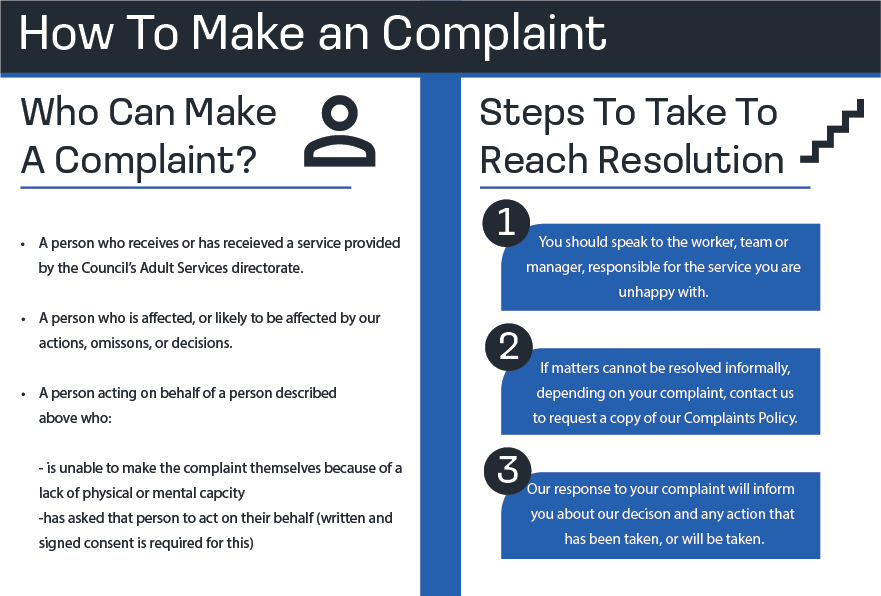 How To Make an Complaint
Who Can Make
A Complaint?
• A person who receives or has receieved a service provided
by the Council's Adult Services directorate.
• A person who is affected, or likely to be affected by our
actions, omissons, or decisions.
• A person acting on behalf of a person described
above who:
- is unable to make the complaint themselves because of a
lack of physical or mental capcity
-has asked that person to act on their behalf (written and
signed consent is required for this)
Steps To Take To
Reach Resolution
1
You should speak to the worker, team or
manager, responsible for the service you are
unhappy with.
2
If matters cannot be resolved informally,
depending on your complaint, contact us
to request a copy of our Complaints Policy.
3
Our response to your complaint will inform
you about our decison and any action that
has been taken, or will be taken.